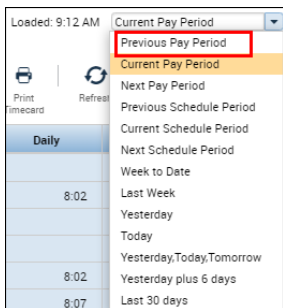 Loaded: 9:12 AM Current Pay Period
Previous Pay Period
Current Pay Period
Next Pay Period
Previous Schedule Period
Current Schedule Period
Next Schedule Period
Week to Date
Last Week
Yesterday
Today
Yesterday,Today,Tomorrow
Yesterday plus 6 days
Last 30 days
Print
Timecard
Refres
Daily
8:02
8:02
8:07